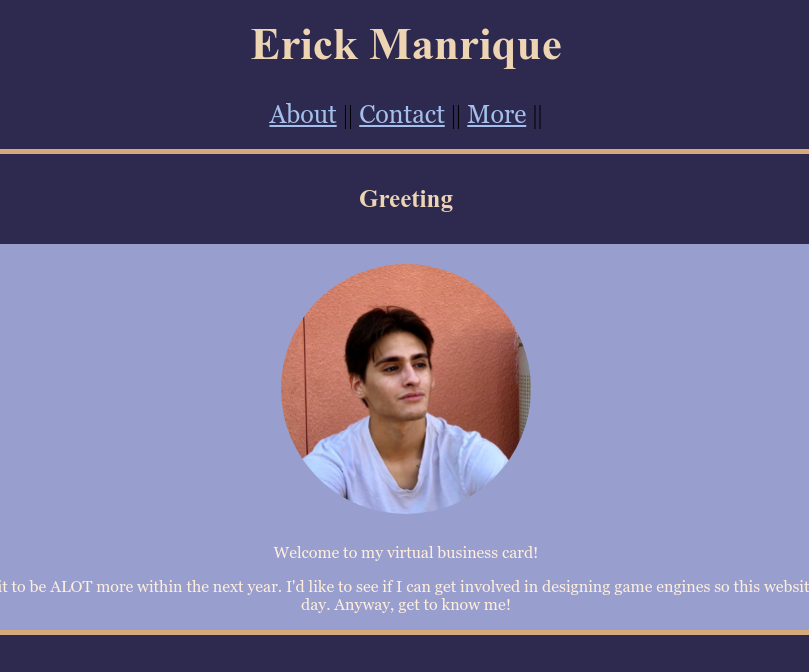 Erick Manrique
About || Contact || More ||
Greeting
Welcome to my virtual business card!
it to be ALOT more within the next year. I'd like to see if I can get involved in designing game engines so this websit
day. Anyway, get to know me!